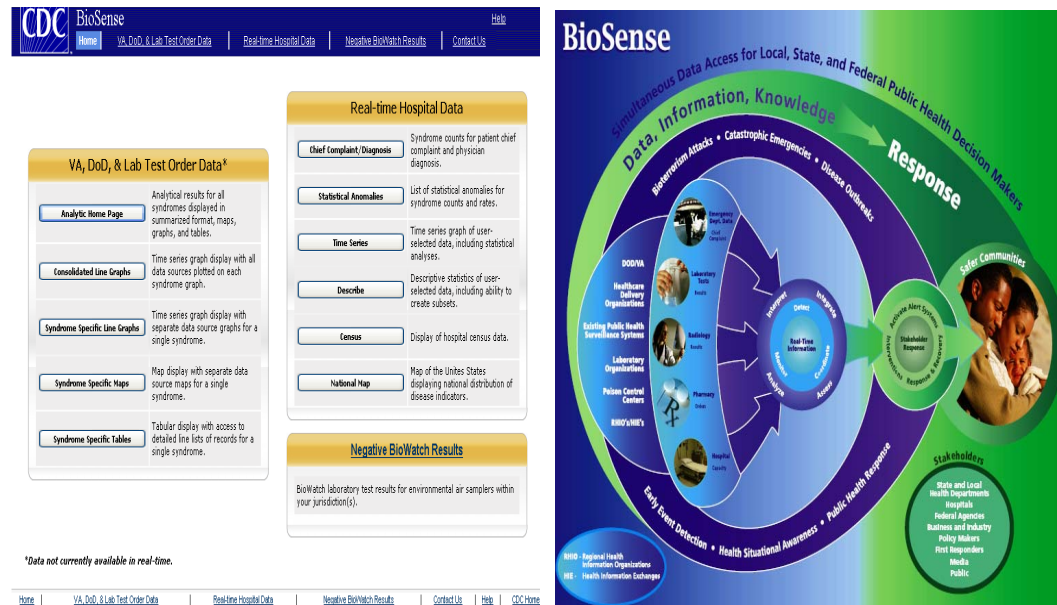 CDC
BioSense
Help
Home
VA, DoD, & Lab Test Order Data
Real-time Hospital Data
Negative BioWatch Results
Contact Us
VA, DoD, & Lab Test Order Data*
Analytic Home Page
Analytical results for all
syndromes displayed in
summarized format, maps,
graphs, and tables.
Consolidated Line Graphs
Time series graph display with all
data sources plotted on each
syndrome graph.
Syndrome Specific Line Graphs
Time series graph display with
separate data source graphs for a
single syndrome.
Syndrome Specific Maps
Map display with separate data
source maps for a single
syndrome.
Syndrome Specific Tables
Tabular display with access to
detailed line lists of records for a
single syndrome.
Real-time Hospital Data
Chief Complaint/Diagnosis
Syndrome counts for patient chief
complaint and physician
diagnosis.
Statistical Anomalies
List of statistical anomalies for
syndrome counts and rates.
Time Series
Time series graph of user-
selected data, including statistical
analyses.
Describe
Descriptive statistics of user-
selected data, including ability to
create subsets.
Census
Display of hospital census data.
National Map
Map of the Unites States
displaying national distribution of
disease indicators.
Negative BioWatch Results
BioWatch laboratory test results for environmental air samplers within
your jurisdiction(s).
*Data not currently available in real-time.
Home | VA, DoD, & Lab Test Order Data | Real-time Hospital Data | Negative BioWatch Results | Contact Us | Help | CDC Home
BioSense
Simultaneous Data Access for Local, State, and Federal Public Health Decision Makers
Data, Information, Knowledge
Response
Bioterrorism Attacks • Catastrophic Emergencies • Disease Outbreaks
DOD/VA
Healthcare
Delivery
Organizations
Existing Public Health
Surveillance Systems
Laboratory
Organizations
Poison Control
Centers
RHIO's/HIE's
Emergency
Dept. Data
Chief
Complaint
Laboratory
Tests
Results
Radiology
Results
Pharmacy
Orders
Hospital
Capacity
Interpret
Integrate
Detect
Real-Time
Information
Monitor
Coordinate
Analyze
Assess
Activate Alert Systems
Stakeholder
Response
Interventions
Response & Recovery
Safer Communities
Early Event Detection • Health Situational Awareness • Public Health Response
Stakeholders
State and Local
Health Departments
Hospitals
Federal Agencies
Business and Industry
Policy Makers
First Responders
Media
Public
RHIO - Regional Health
Information Organizations
HIE - Health Information Exchanges